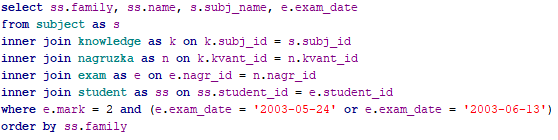 select ss.family, ss.name, s.subj_name, e.exam_date
from subject as s
inner join knowledge as k on k.subj_id = s.subj_id
inner join nagruzka as n on k.kvant_id = n.kvant_id
inner join exam as e on e.nagr_id = n.nagr_id
inner join student as ss on ss.student_id = e.student_id
where e.mark = 2 and (e.exam_date = '2003-05-24' or e.exam_date = '2003-06-13')
order by ss.family